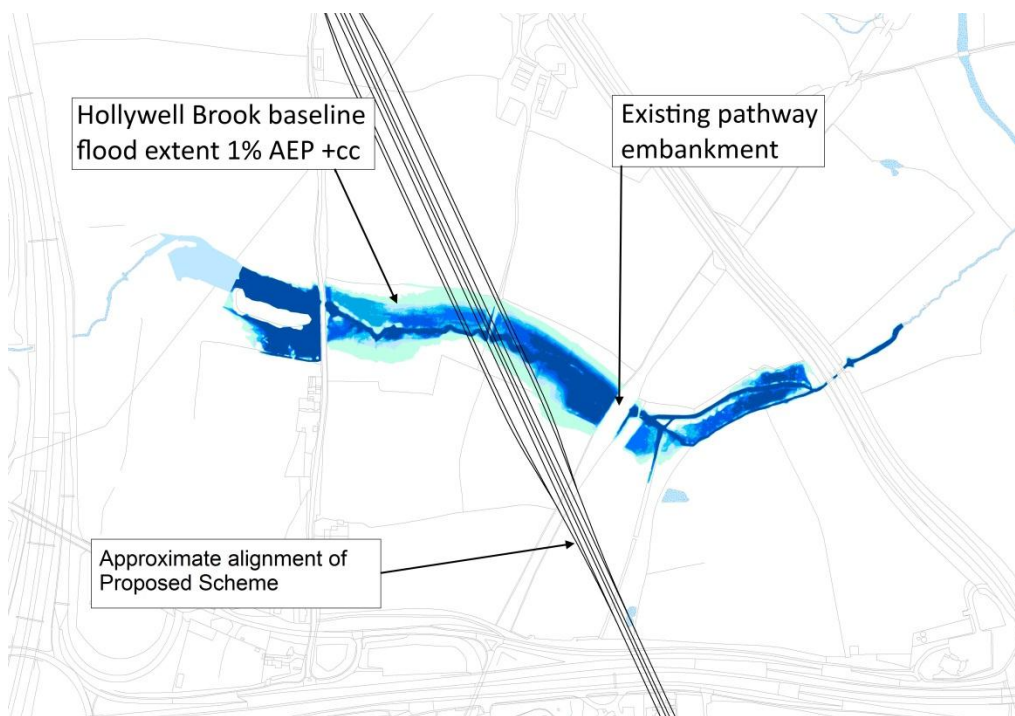 Hollywell Brook baseline
flood extent 1% AEP +cc
Existing pathway
embankment
Approximate alignment of
Proposed Scheme